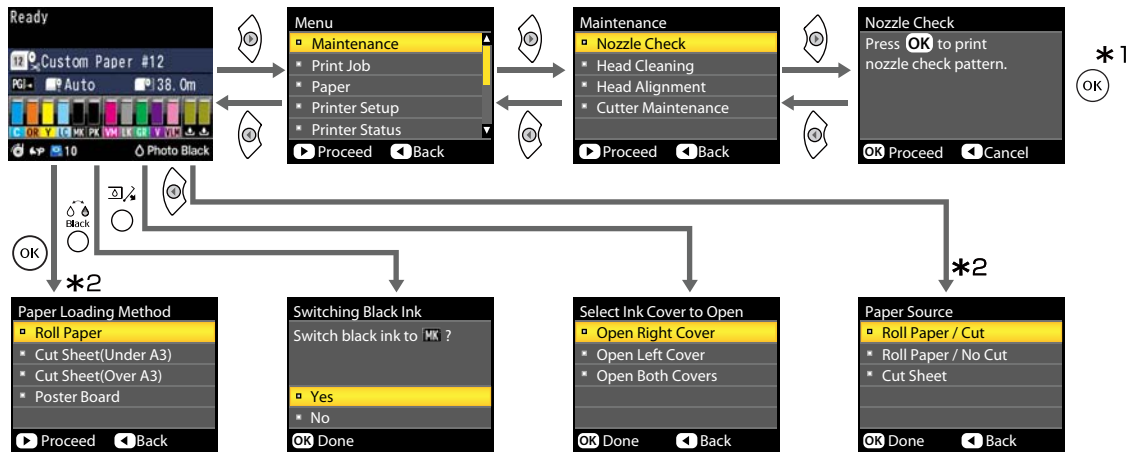 Ready
12 Custom Paper #12
PGI Auto 38.0m
C OR Y LC MK PK VM LK GR V VLM
10 Photo Black
Menu
Maintenance
Print Job
Paper
Printer Setup
Printer Status
Proceed Back
Maintenance
Nozzle Check
Head Cleaning
Head Alignment
Cutter Maintenance
Proceed Back
Nozzle Check
Press OK to print
nozzle check pattern.
OK Proceed Cancel
*1
OK
Black
OK
*2
*2
Paper Loading Method
Roll Paper
Cut Sheet(Under A3)
Cut Sheet(Over A3)
Poster Board
Proceed Back
Switching Black Ink
Switch black ink to MK ?
Yes
No
OK Done
Select Ink Cover to Open
Open Right Cover
Open Left Cover
Open Both Covers
OK Done Back
Paper Source
Roll Paper / Cut
Roll Paper / No Cut
Cut Sheet
OK Done Back